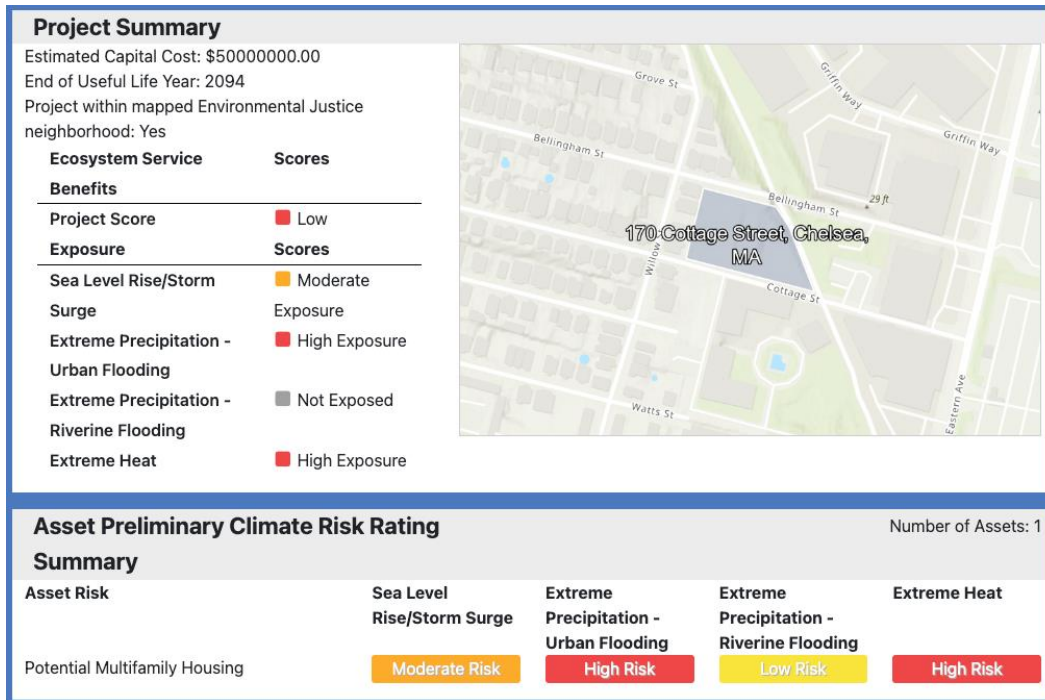 Project Summary
Estimated Capital Cost: $50000000.00
End of Useful Life Year: 2094
Project within mapped Environmental Justice
neighborhood: Yes
Ecosystem Service Scores
Benefits
Project Score Low
Exposure Scores
Sea Level Rise/Storm Moderate
Surge Exposure
Extreme Precipitation - High Exposure
Urban Flooding
Extreme Precipitation - Not Exposed
Riverine Flooding
Extreme Heat High Exposure
Grove St
Griffin Way
Griffin Way
Bellingham St
Bellingham St
29 ft
170 Cottage Street, Chelsea,
MA
Willow
Cottage St
Watts St
Eastern Ave
Asset Preliminary Climate Risk Rating Number of Assets: 1
Summary
Asset Risk Sea Level Extreme Extreme Extreme Heat
Rise/Storm Surge Precipitation - Precipitation -
Urban Flooding Riverine Flooding
Potential Multifamily Housing Moderate Risk High Risk Low Risk High Risk